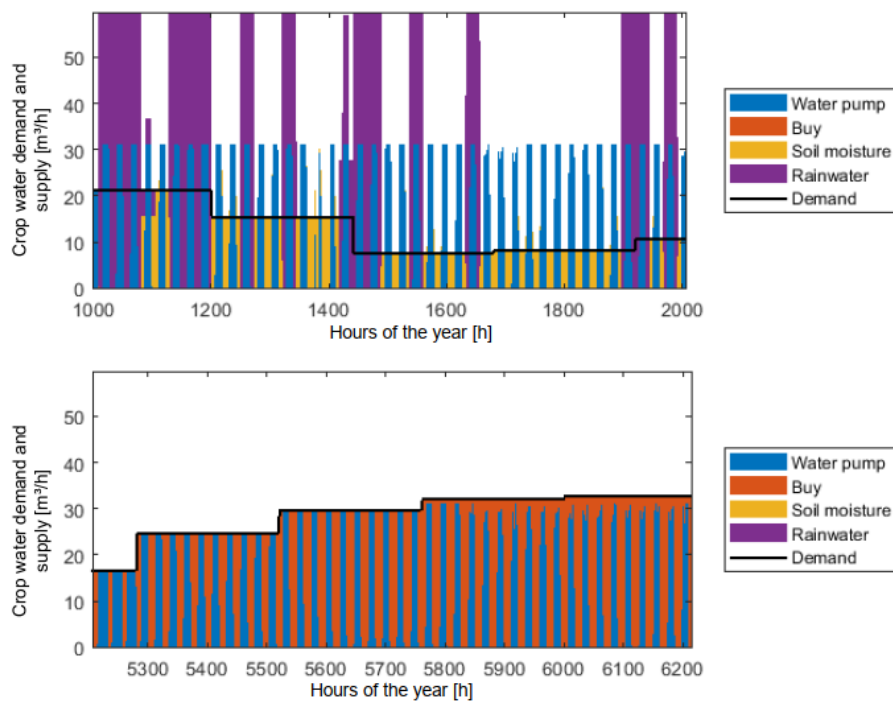 Crop water demand and
supply [m³/h]
50
40
30
20
10
0
1000
1200
1400
1600
1800
2000
Hours of the year [h]
Water pump
Buy
Soil moisture
Rainwater
Demand
Crop water demand and
supply [m³/h]
50
40
30
20
10
0
5300
5400
5500
5600
5700
5800
5900
6000
6100
6200
Hours of the year [h]
Water pump
Buy
Soil moisture
Rainwater
Demand